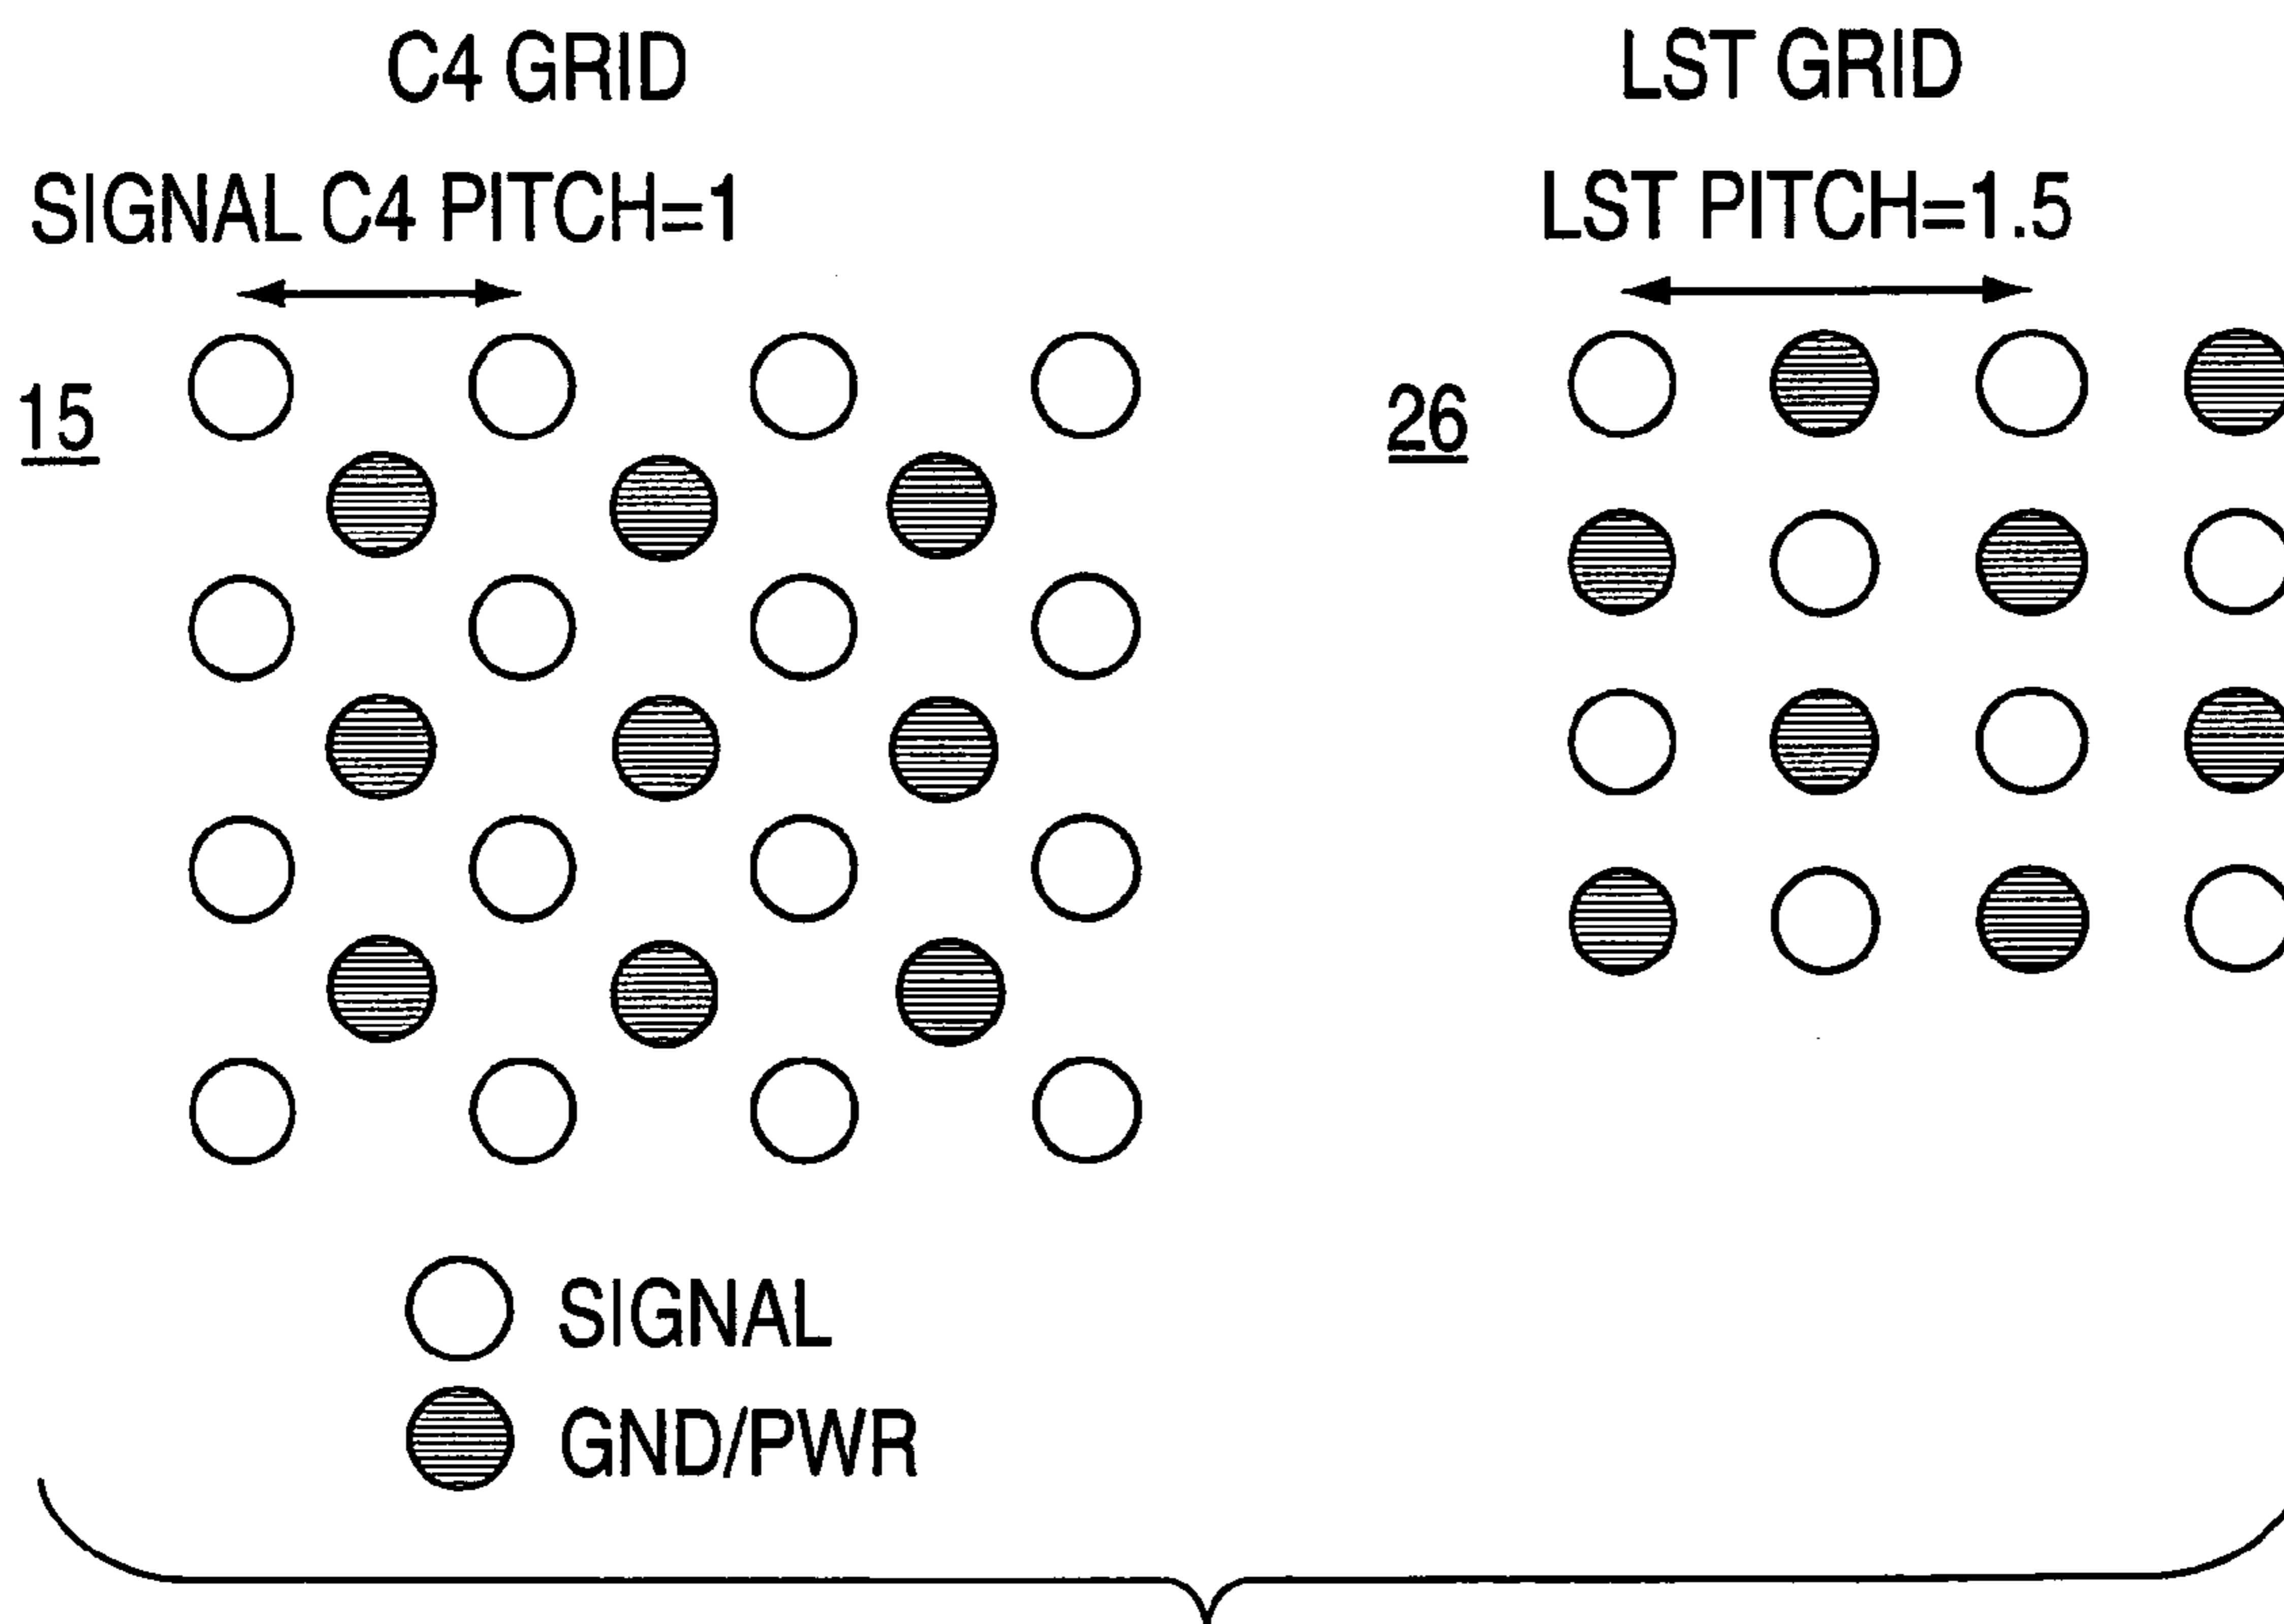 C4 GRID
SIGNAL C4 PITCH=1
15
LST GRID
LST PITCH=1.5
26
SIGNAL
GND/PWR